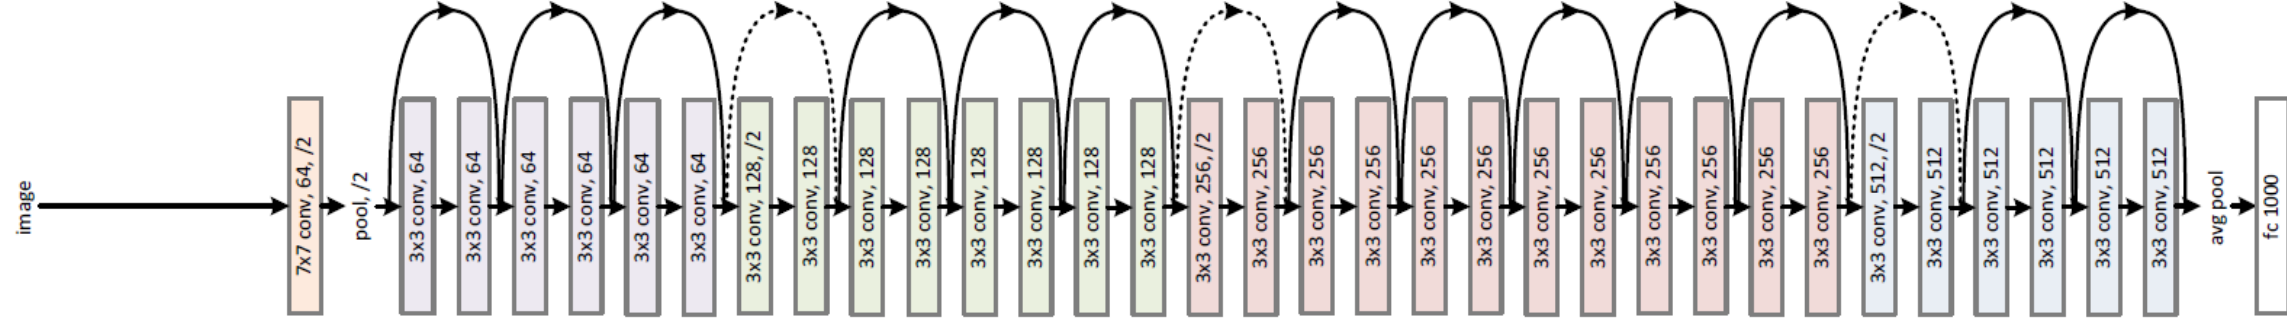 image
7x7 conv, 64, /2
pool, /2
3x3 conv, 64
3x3 conv, 64
3x3 conv, 64
3x3 conv, 64
3x3 conv, 64
3x3 conv, 64
3x3 conv, 128, /2
3x3 conv, 128
3x3 conv, 128
3x3 conv, 128
3x3 conv, 128
3x3 conv, 128
3x3 conv, 128
3x3 conv, 128
3x3 conv, 256, /2
3x3 conv, 256
3x3 conv, 256
3x3 conv, 256
3x3 conv, 256
3x3 conv, 256
3x3 conv, 256
3x3 conv, 256
3x3 conv, 256
3x3 conv, 256
3x3 conv, 256
3x3 conv, 256
3x3 conv, 512, /2
3x3 conv, 512
3x3 conv, 512
3x3 conv, 512
3x3 conv, 512
3x3 conv, 512
avg pool
fc 1000